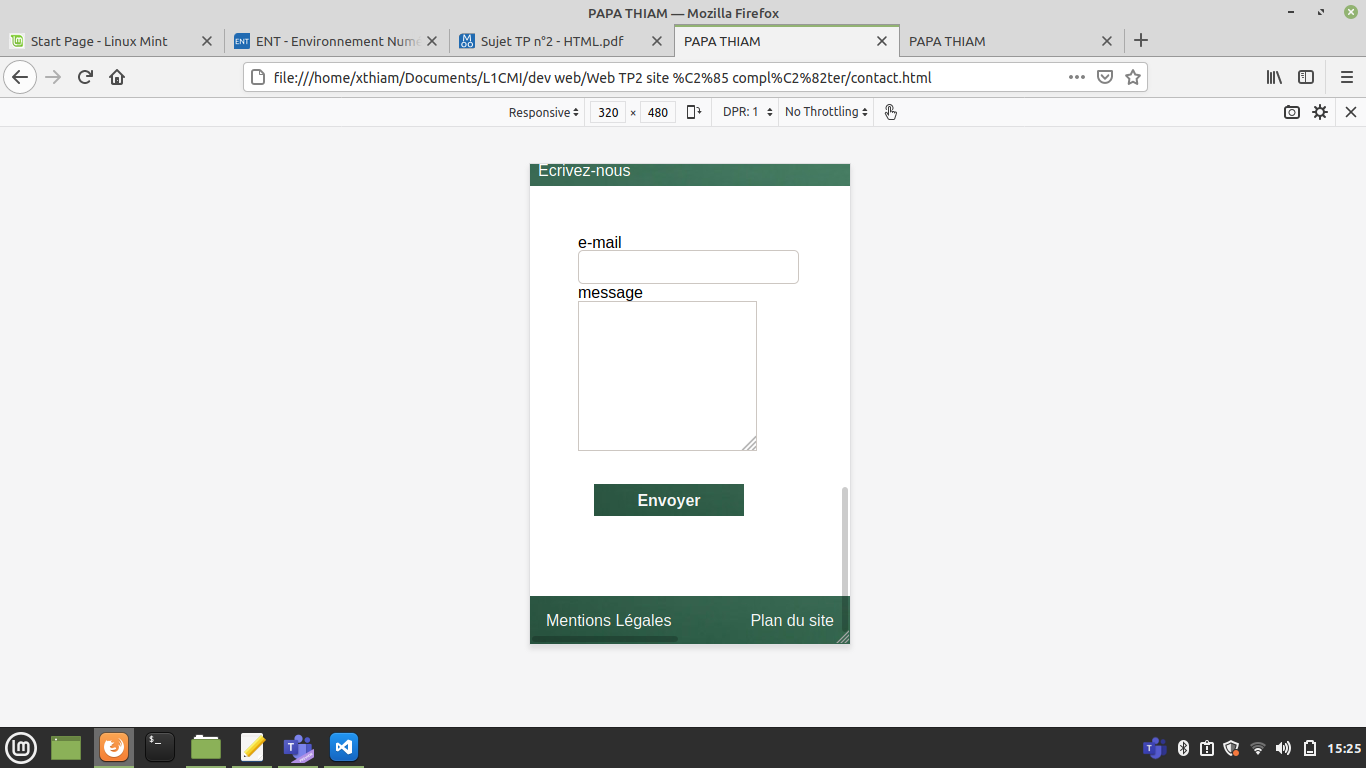 PAPA THIAM — Mozilla Firefox
Start Page - Linux Mint
ENT
ENT - Environnement Numé
Sujet TP n°2 - HTML.pdf
PAPA THIAM
PAPA THIAM
file:///home/xthiam/Documents/L1CMI/dev web/Web TP2 site %C2%85 compl%C2%82ter/contact.html
Responsive 320 × 480 DPR: 1 No Throttling
Ecrivez-nous
e-mail
message
Envoyer
Mentions Légales Plan du site
15:25